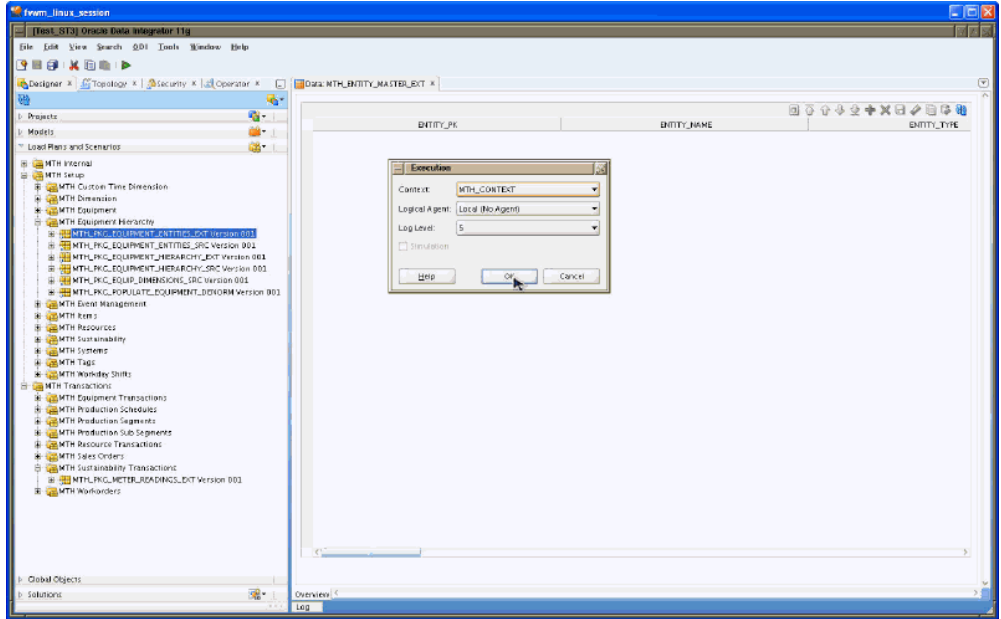 fvwm_linux_session
[Test_ST3] Oracle Data Integrator 11g
File Edit View Search ODI Tools Window Help
Designer Topology Security Operator
Data: MTH_ENTITY_MASTER_EXT
Projects
Models
Load Plans and Scenarios
MTH Internal
MTH Setup
MTH Custom Time Dimension
MTH Dimension
MTH Equipment
MTH Equipment Hierarchy
MTH_PKG_EQUIPMENT_ENTITIES_EXT Version 001
MTH_PKG_EQUIPMENT_ENTITIES_SRC Version 001
MTH_PKG_EQUIPMENT_HIERARCHY_EXT Version 001
MTH_PKG_EQUIPMENT_HIERARCHY_SRC Version 001
MTH_PKG_EQUIP_DIMENSIONS_SRC Version 001
MTH_PKG_POPULATE_EQUIPMENT_DENORM Version 001
MTH Event Management
MTH Items
MTH Resources
MTH Sustainability
MTH Systems
MTH Tags
MTH Workday Shifts
MTH Transactions
MTH Equipment Transactions
MTH Production Schedules
MTH Production Segments
MTH Production Sub Segments
MTH Resource Transactions
MTH Sales Orders
MTH Sustainability Transactions
MTH_PKG_METER_READINGS_EXT Version 001
MTH Workorders
Global Objects
Solutions
ENTITY_PK ENTITY_NAME ENTITY_TYPE
Execution
Context: MTH_CONTEXT
Logical Agent: Local (No Agent)
Log Level: 5
Simulation
Help OK Cancel
Overview
Log